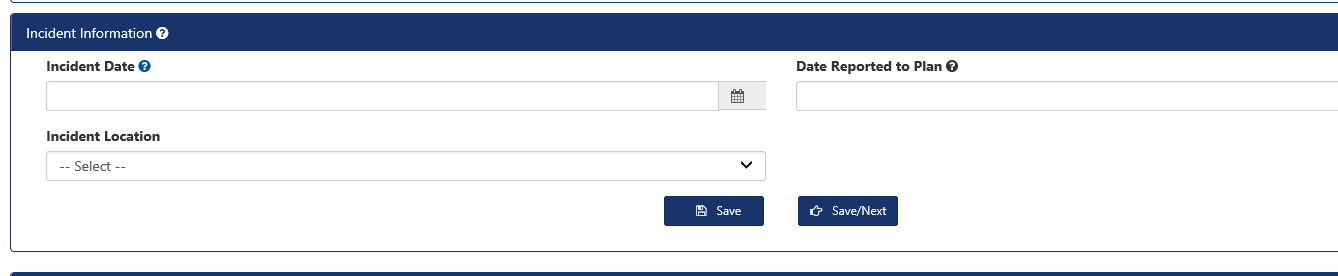 Incident Information ?
Incident Date ?
Date Reported to Plan ?
Incident Location
-- Select --
Save
Save/Next